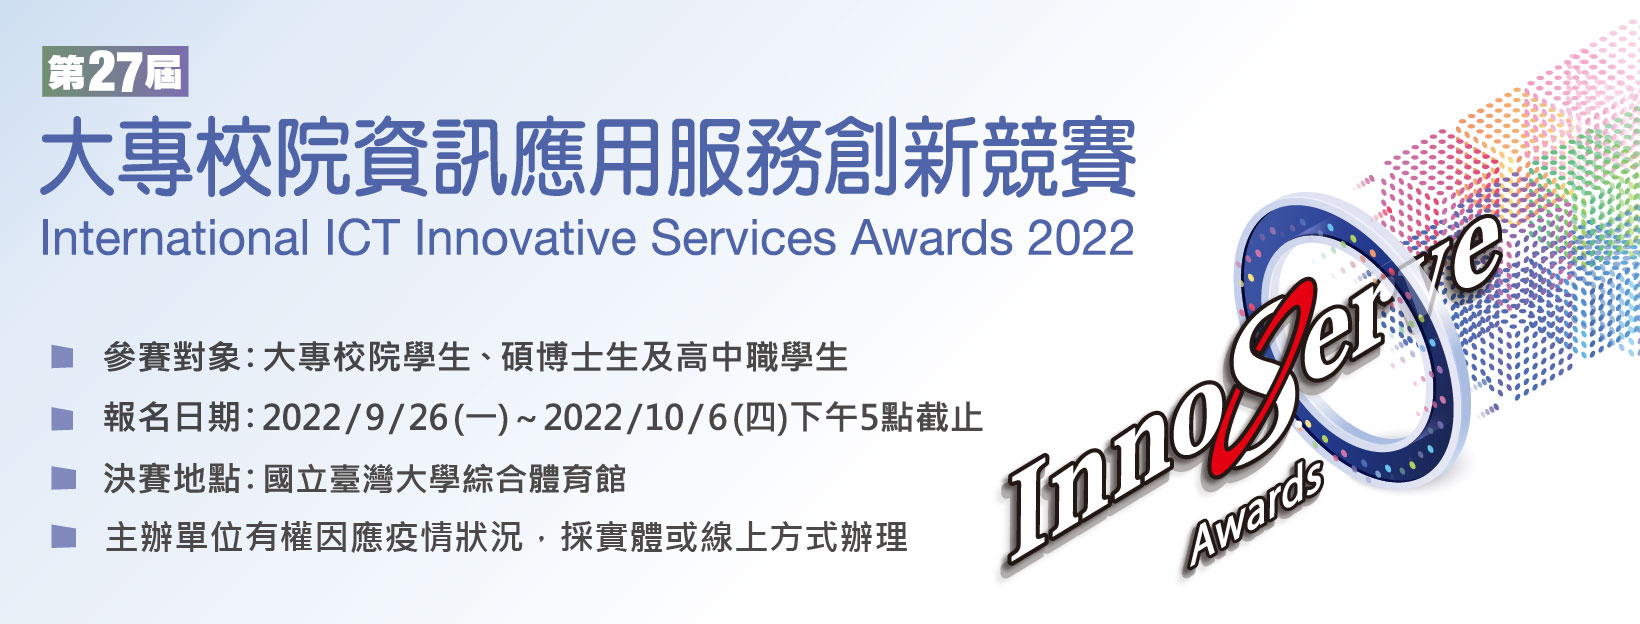 第27屆
大專校院資訊應用服務創新競賽
International ICT Innovative Services Awards 2022
參賽對象：大專校院學生、碩博士生及高中職學生
報名日期：2022/9/26(一)~2022/10/6(四)下午5點截止
決賽地點：國立臺灣大學綜合體育館
主辦單位有權因應疫情狀況，採實體或線上方式辦理
InnoServe
Awards